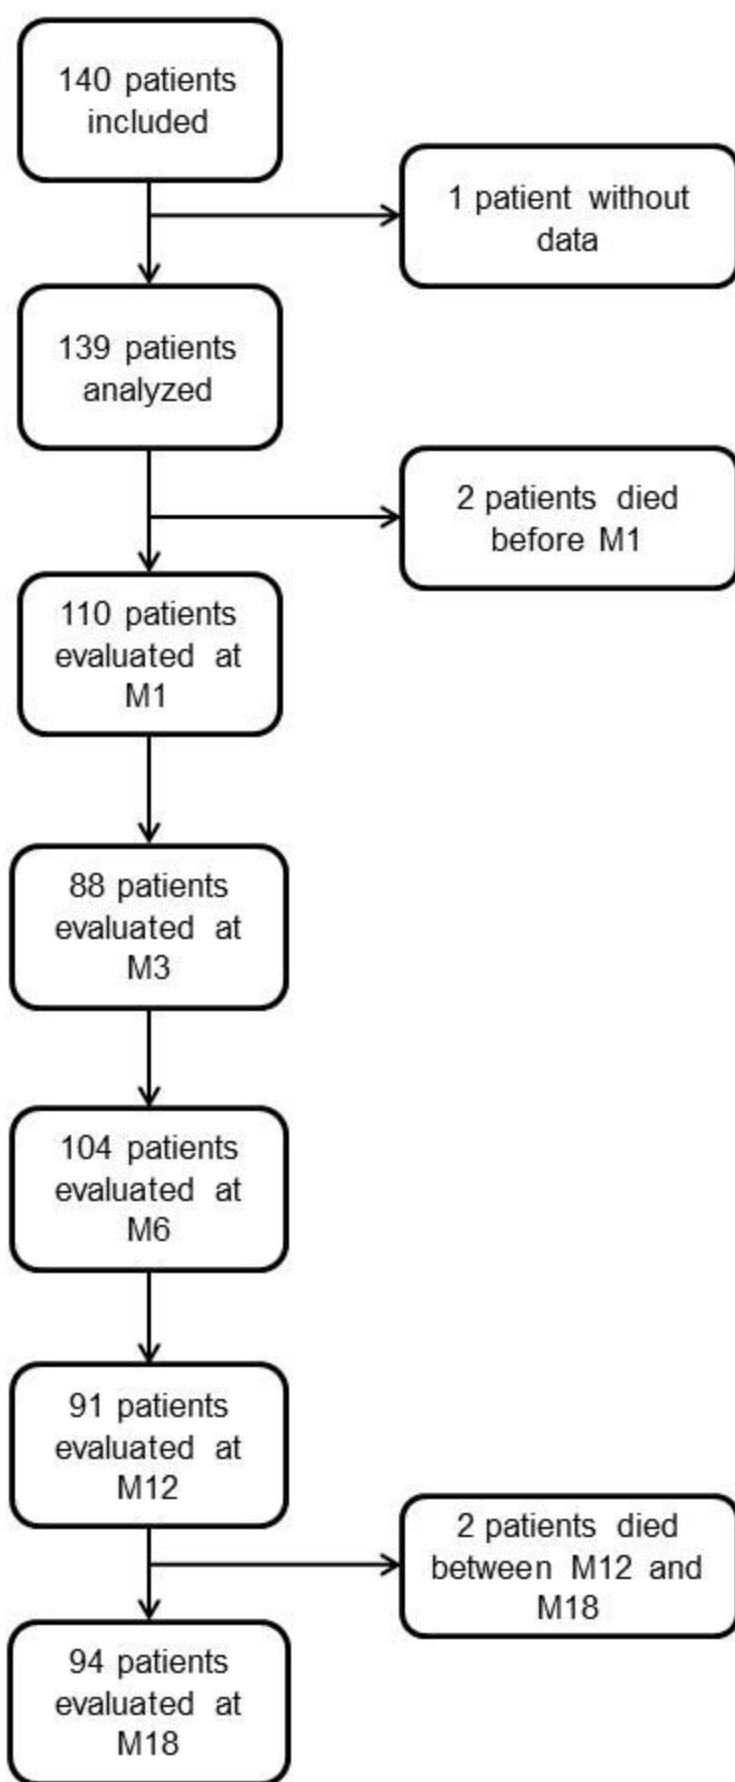 140 patients
included
1 patient without
data
139 patients
analyzed
2 patients died
before M1
110 patients
evaluated at
M1
88 patients
evaluated at
M3
104 patients
evaluated at
M6
91 patients
evaluated at
M12
2 patients died
between M12 and
M18
94 patients
evaluated at
M18